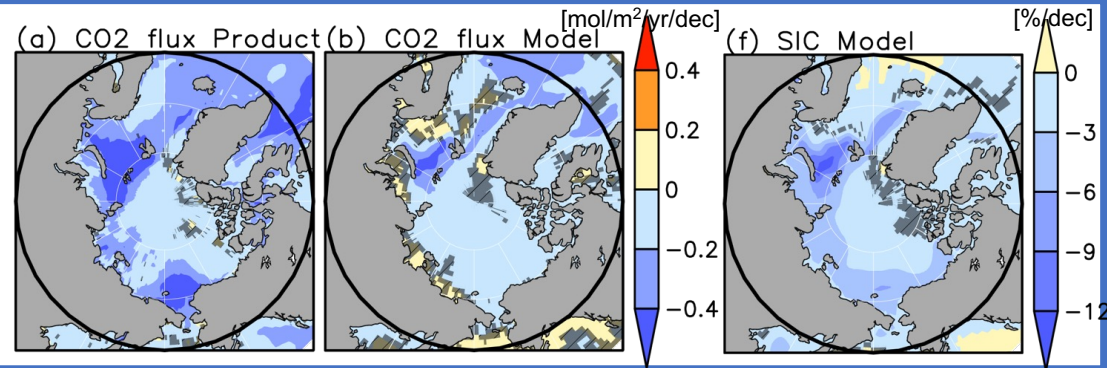 [mol/m²/yr/dec]
[%/dec]
(a) CO2 flux Product
(b) CO2 flux Model
(f) SIC Model
0.4
0.2
0
−0.2
−0.4
0
−3
−6
−9
−12